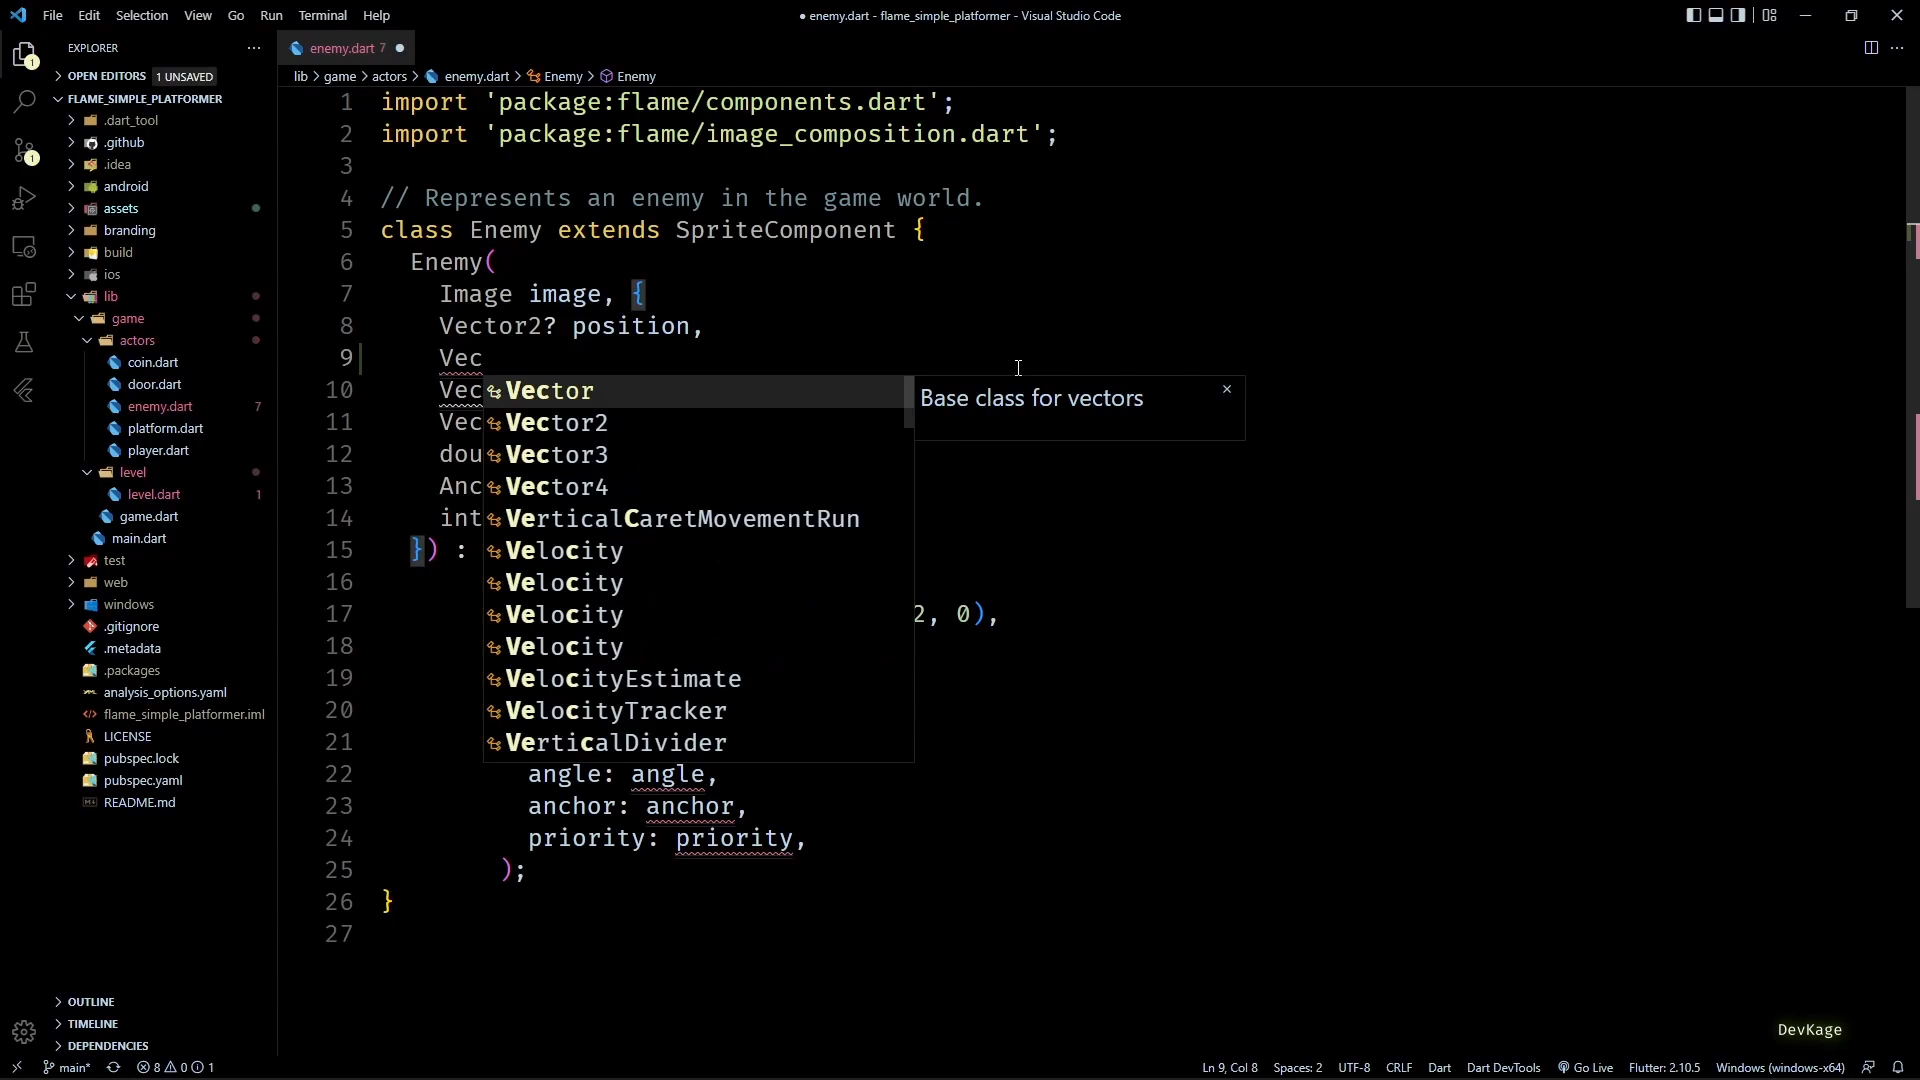 File Edit Selection View Go Run Terminal Help
● enemy.dart - flame_simple_platformer - Visual Studio Code
EXPLORER
OPEN EDITORS 1 UNSAVED
FLAME_SIMPLE_PLATFORMER
.dart_tool
.github
.idea
android
assets
branding
build
ios
lib
game
actors
coin.dart
door.dart
enemy.dart 7
platform.dart
player.dart
level
level.dart 1
game.dart
main.dart
test
web
windows
.gitignore
.metadata
.packages
analysis_options.yaml
flame_simple_platformer.iml
LICENSE
pubspec.lock
pubspec.yaml
README.md
OUTLINE
TIMELINE
DEPENDENCIES
1
1
enemy.dart 7 ●
lib > game > actors > enemy.dart > Enemy > Enemy
1 import 'package:flame/components.dart';
2 import 'package:flame/image_composition.dart';
3
4 // Represents an enemy in the game world.
5 class Enemy extends SpriteComponent {
6 Enemy(
7 Image image, {
8 Vector2? position,
9 Vec
10 Vec
11 Vec
12 dou
13 Anc
14 int
15 }) :
16
17 2, 0),
18
19
20
21
22 angle: angle,
23 anchor: anchor,
24 priority: priority,
25 );
26 }
27
Vector
Vector2
Vector3
Vector4
VerticalCaretMovementRun
Velocity
Velocity
Velocity
Velocity
VelocityEstimate
VelocityTracker
VerticalDivider
Base class for vectors
DevKage
main* 8 0 1
Ln 9, Col 8 Spaces: 2 UTF-8 CRLF Dart Dart DevTools Go Live Flutter: 2.10.5 Windows (windows-x64)